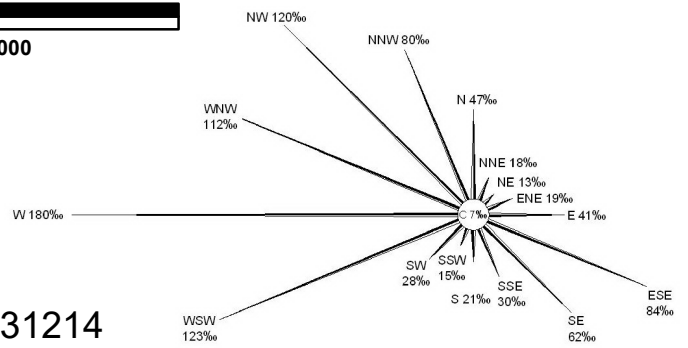 NW 120‰
NNW 80‰
000
N 47‰
WNW
112‰
NNE 18‰
NE 13‰
ENE 19‰
W 180‰
C 7‰
E 41‰
SW
28‰
SSW
15‰
S 21‰
SSE
30‰
ESE
84‰
WSW
123‰
SE
62‰
31214